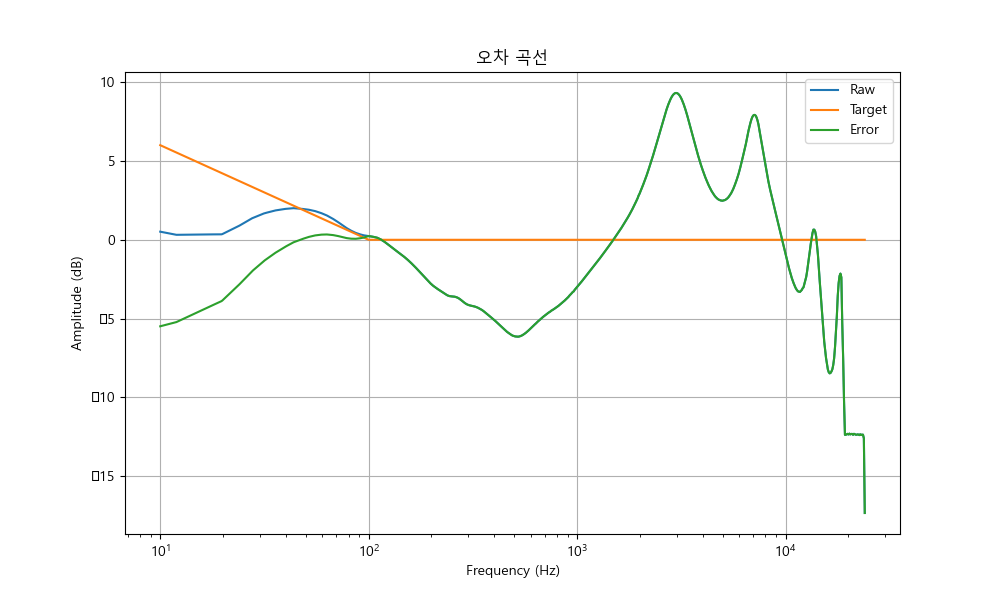 오차 곡선
Raw
Target
Error
Amplitude (dB)
10
5
0
□5
□10
□15
10¹
10²
10³
10⁴
Frequency (Hz)